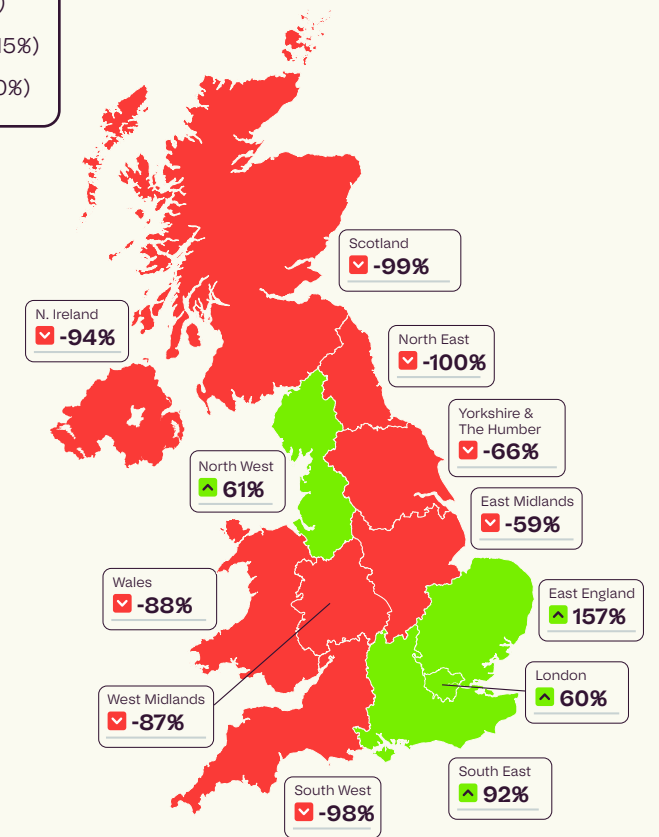 )
15%)
0%)
Scotland
-99%
N. Ireland
-94%
North East
-100%
Yorkshire &
The Humber
-66%
North West
61%
East Midlands
-59%
Wales
-88%
East England
157%
London
60%
West Midlands
-87%
South East
92%
South West
-98%